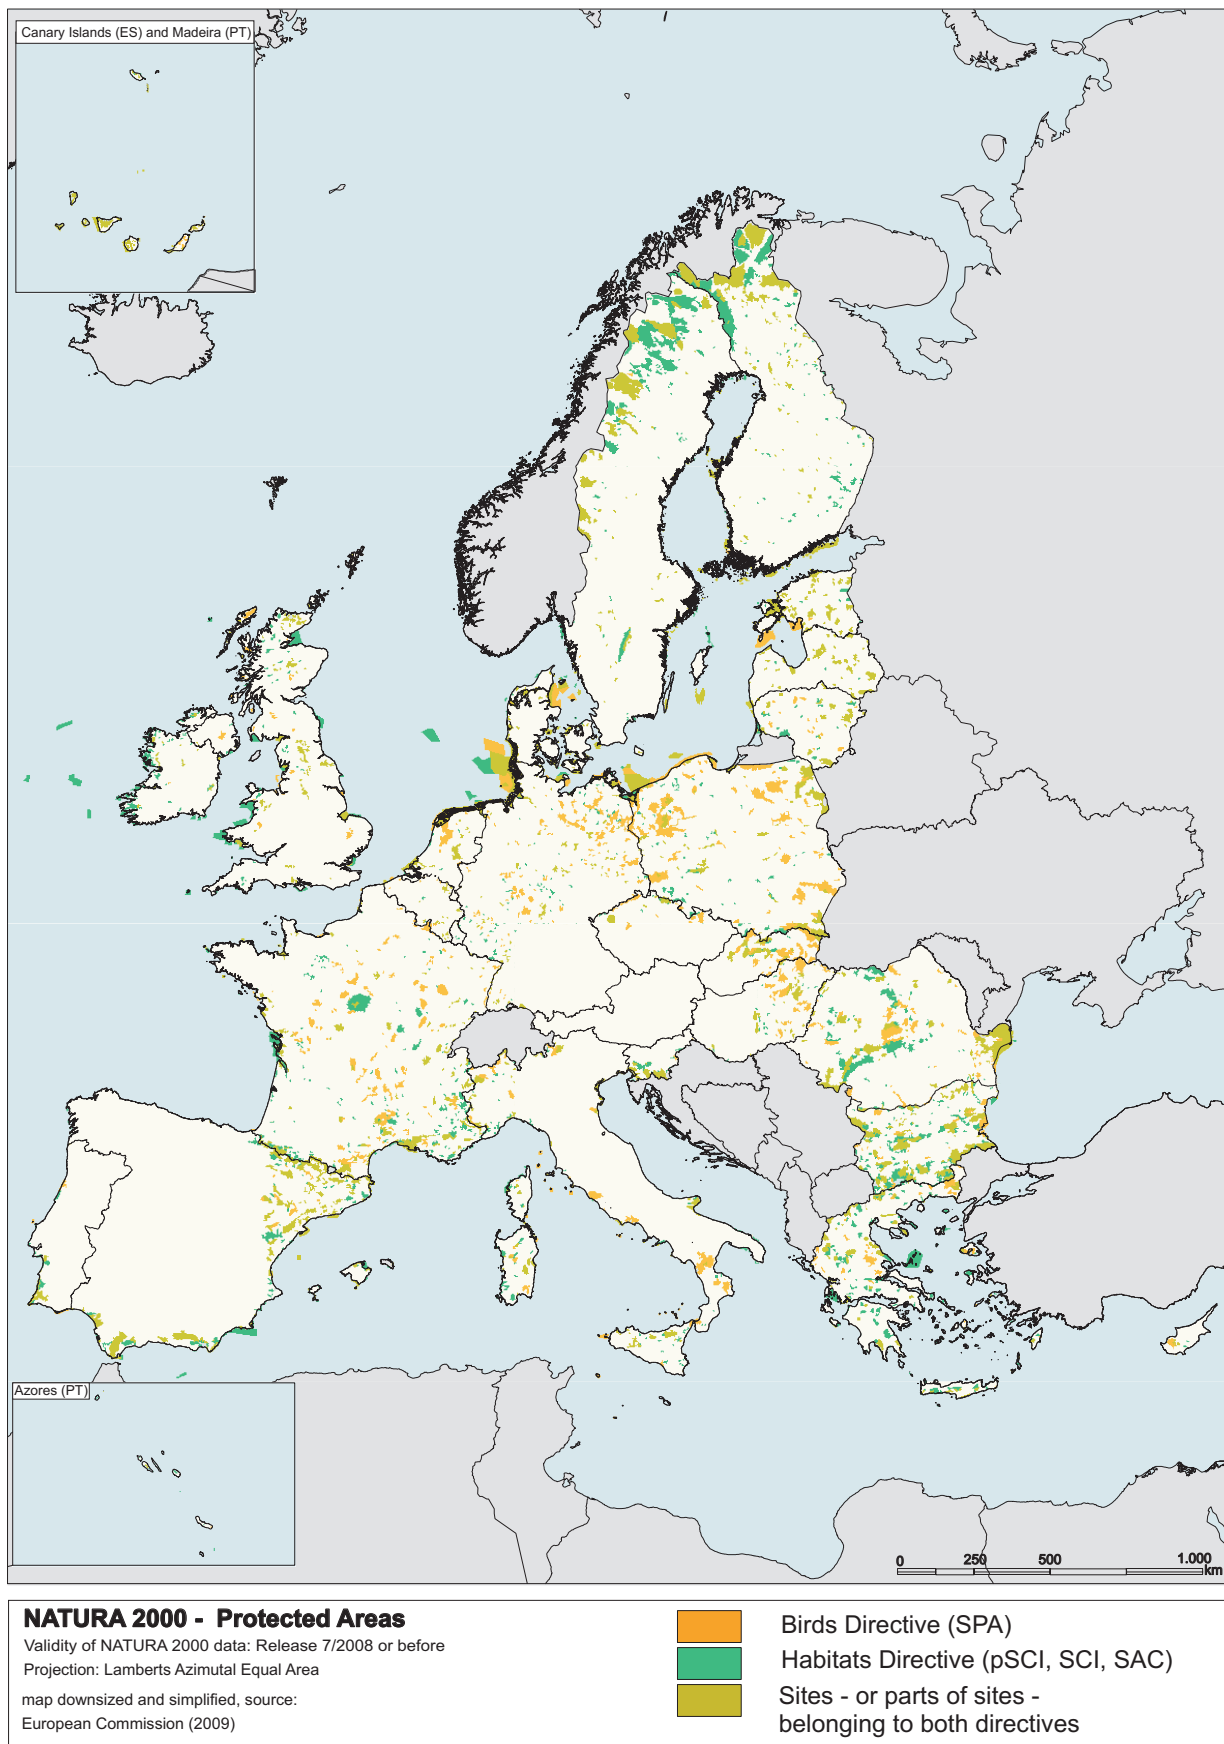 Canary Islands (ES) and Madeira (PT)
Azores (PT)
0 250 500 1.000
km
NATURA 2000 - Protected Areas
Validity of NATURA 2000 data: Release 7/2008 or before
Projection: Lamberts Azimutal Equal Area
map downsized and simplified, source:
European Commission (2009)
Birds Directive (SPA)
Habitats Directive (pSCI, SCI, SAC)
Sites - or parts of sites -
belonging to both directives